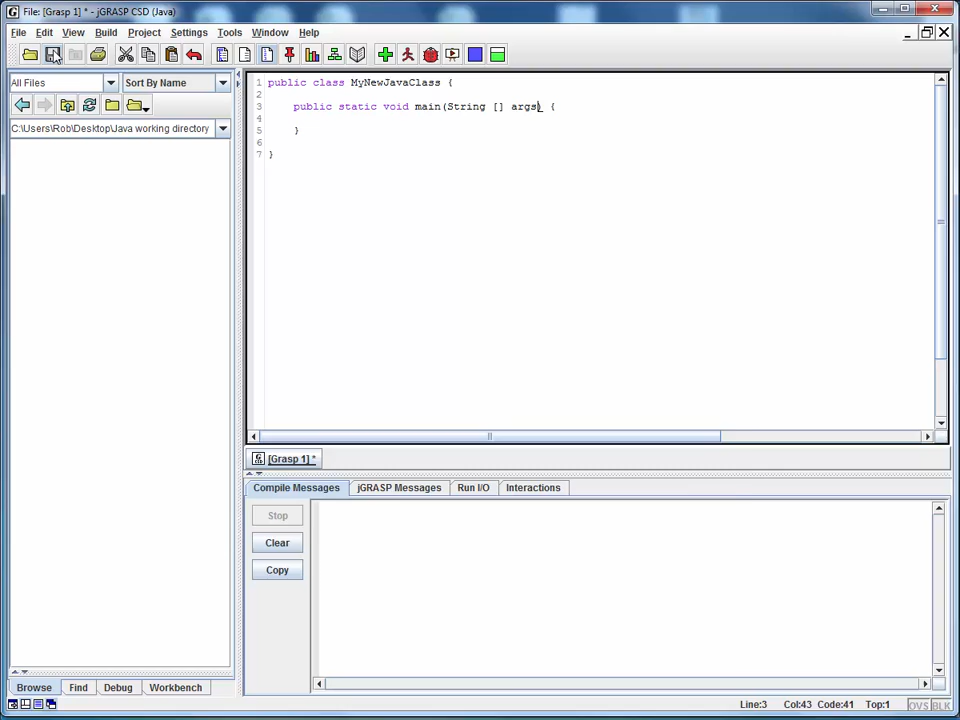 File: [Grasp 1] * - jGRASP CSD (Java)
File Edit View Build Project Settings Tools Window Help
All Files Sort By Name
C:\Users\Rob\Desktop\Java working directory
1 public class MyNewJavaClass {
2
3 public static void main(String [] args) {
4
5 }
6
7 }
[Grasp 1] *
Compile Messages jGRASP Messages Run I/O Interactions
Stop
Clear
Copy
Browse Find Debug Workbench
Line:3 Col:43 Code:41 Top:1 OVS BLK